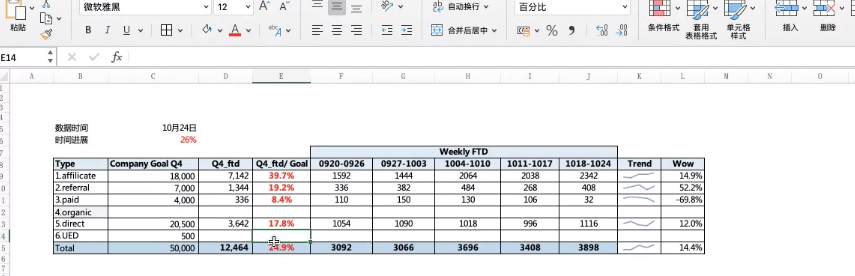 微软雅黑 12 A A 自动换行 百分比
粘贴 B I U A 合并后居中 % 条件格式 套用表格格式 单元格样式 插入 删除
E14 fx
A B C D E F G H I J K L M N O
数据时间 10月24日
时间进展 26%
Weekly FTD
Type Company Goal Q4 Q4_ftd Q4_ftd/ Goal 0920-0926 0927-1003 1004-1010 1011-1017 1018-1024 Trend Wow
1.affilicate 18,000 7,142 39.7% 1592 1444 2064 2038 2342 14.9%
2.referral 7,000 1,344 19.2% 336 382 484 268 408 52.2%
3.paid 4,000 336 8.4% 110 150 130 106 32 -69.8%
4.organic
5.direct 20,500 3,642 17.8% 1054 1090 1018 996 1116 12.0%
6.UED 500
Total 50,000 12,464 24.9% 3092 3066 3696 3408 3898 14.4%